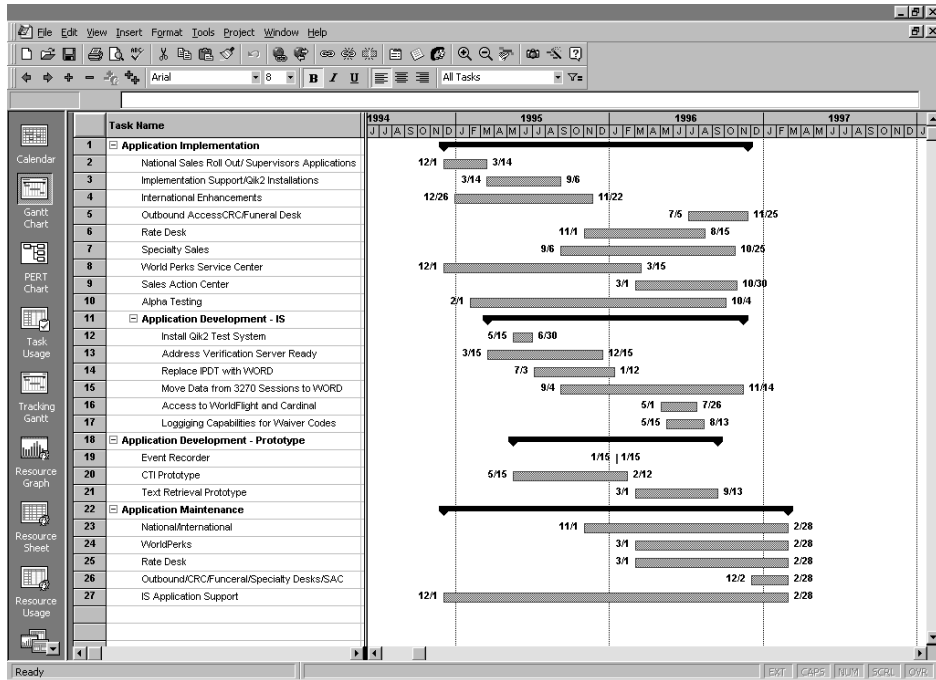 File Edit View Insert Format Tools Project Window Help
Arial 8 B I U All Tasks
Task Name 1994 1995 1996 1997
J J A S O N D J F M A M J J A S O N D J F M A M J J A S O N D J F M A M J J A S O N D J
1 Application Implementation
2 National Sales Roll Out/ Supervisors Applications 12/1 3/14
3 Implementation Support/Qik2 Installations 3/14 9/6
4 International Enhancements 12/26 11/22
5 Outbound AccessCRC/Funeral Desk 7/5 11/25
6 Rate Desk 11/1 8/15
7 Specialty Sales 9/6 10/25
8 World Perks Service Center 12/1 3/15
9 Sales Action Center 3/1 10/30
10 Alpha Testing 2/1 10/4
11 Application Development - IS
12 Install Qik2 Test System 5/15 6/30
13 Address Verification Server Ready 3/15 12/15
14 Replace IPDT with WORD 7/3 1/12
15 Move Data from 3270 Sessions to WORD 9/4 11/14
16 Access to WorldFlight and Cardinal 5/1 7/26
17 Loggiging Capabilities for Waiver Codes 5/15 8/13
18 Application Development - Prototype
19 Event Recorder 1/15 1/15
20 CTI Prototype 5/15 2/12
21 Text Retrieval Prototype 3/1 9/13
22 Application Maintenance
23 National/International 11/1 2/28
24 WorldPerks 3/1 2/28
25 Rate Desk 3/1 2/28
26 Outbound/CRC/Funceral/Specialty Desks/SAC 12/2 2/28
27 IS Application Support 12/1 2/28
Calendar
Gantt
Chart
PERT
Chart
Task
Usage
Tracking
Gantt
Resource
Graph
Resource
Sheet
Resource
Usage
Ready EXT CAPS NUM SCRL OVR